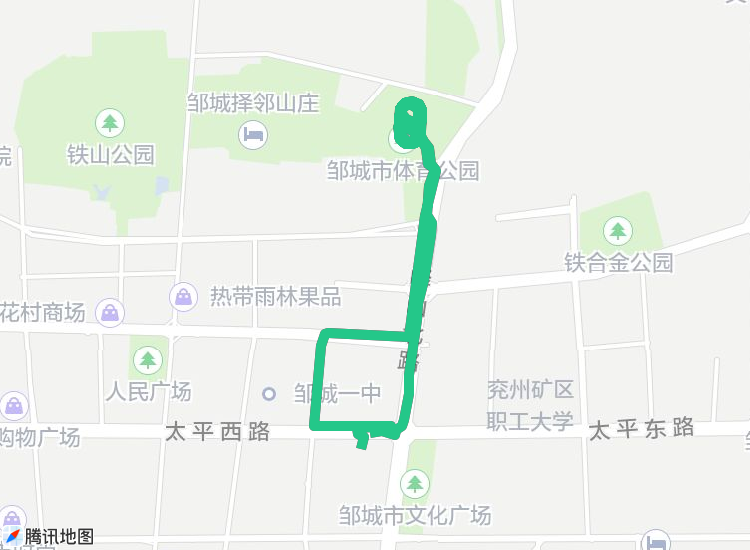 邹城择邻山庄
铁山公园
院
邹城市体育公园
铁合金公园
热带雨林果品
花村商场
路
人民广场
邹城一中
兖州矿区
职工大学
购物广场
太平西路
太平东路
邹城市文化广场
腾讯地图